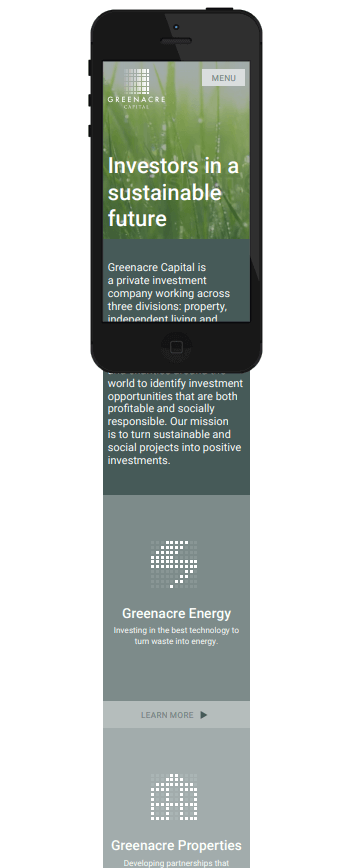 GREENACRE
CAPITAL
MENU
Investors in a
sustainable
future
Greenacre Capital is
a private investment
company working across
three divisions: property,
independent living and
world to identify investment
opportunities that are both
profitable and socially
responsible. Our mission
is to turn sustainable and
social projects into positive
investments.
Greenacre Energy
Investing in the best technology to
turn waste into energy.
LEARN MORE
Greenacre Properties
Developing partnerships that